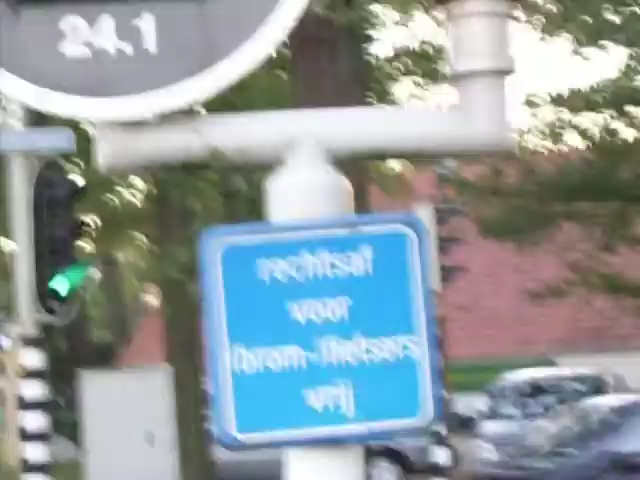 24.1
rechtsaf
voor
(brom-)fietsers
vrij